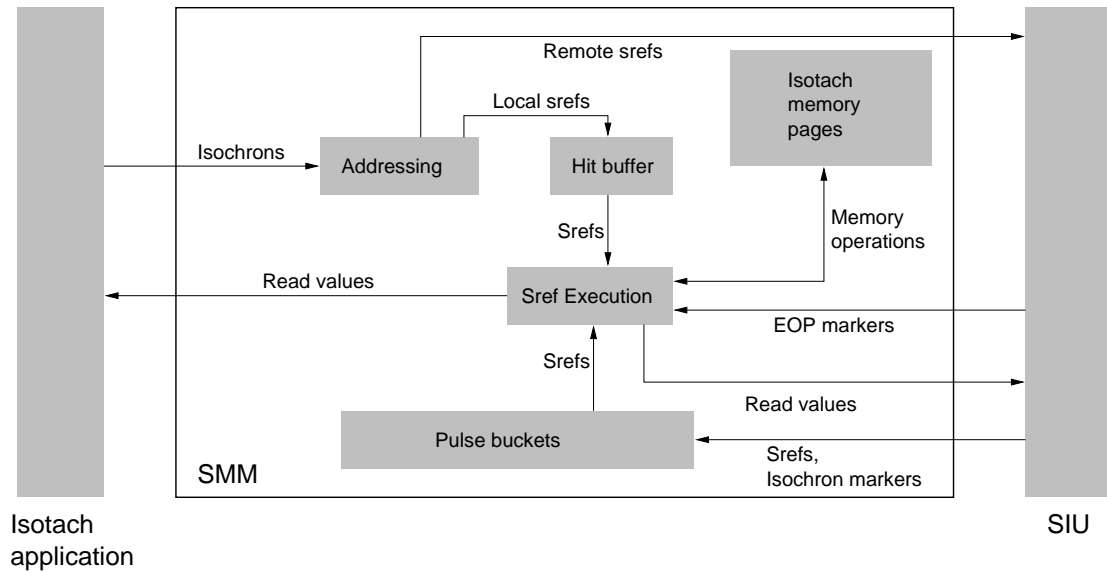 Remote srefs
Isotach
memory
pages
Local srefs
Isochrons
Addressing
Hit buffer
Srefs
Memory
operations
Read values
Sref Execution
EOP markers
Srefs
Read values
Pulse buckets
Srefs,
Isochron markers
SMM
Isotach
application
SIU